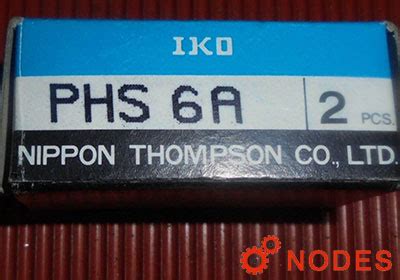 IKO
PHS 6A 2 PCS.
NIPPON THOMPSON CO., LTD.
NODES